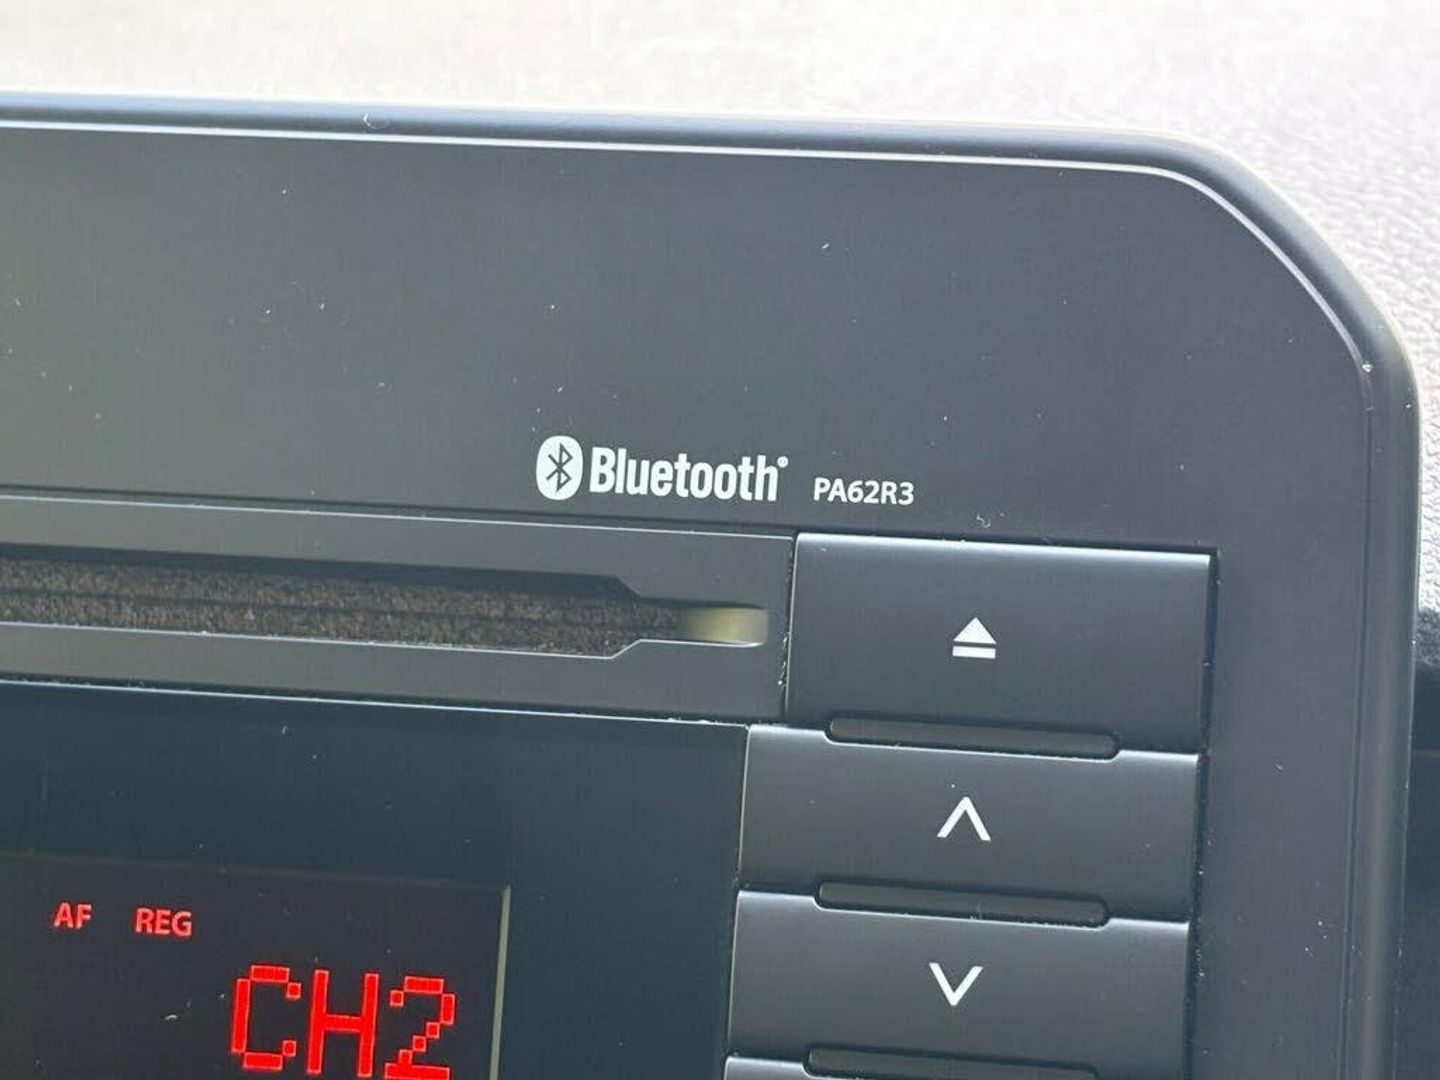 Bluetooth® PA62R3
AF REG
CH2